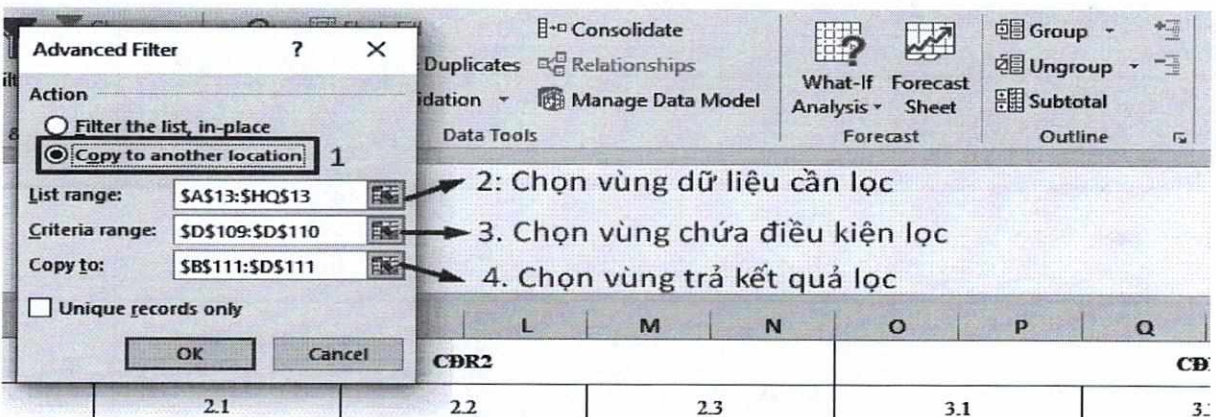 Consolidate
Group
Advanced Filter ? ×
Duplicates
Relationships
Ungroup
What-If Analysis
Forecast Sheet
Action
idation
Manage Data Model
Subtotal
Filter the list, in-place
Data Tools
Forecast
Outline
Copy to another location 1
List range: $A$13:$HQ$13
2: Chọn vùng dữ liệu cần lọc
Criteria range: $D$109:$D$110
3. Chọn vùng chứa điều kiện lọc
Copy to: $B$111:$D$111
4. Chọn vùng trả kết quả lọc
Unique records only
L M N O P Q
OK Cancel
CĐR2
CĐ
2.1 2.2 2.3 3.1 3.